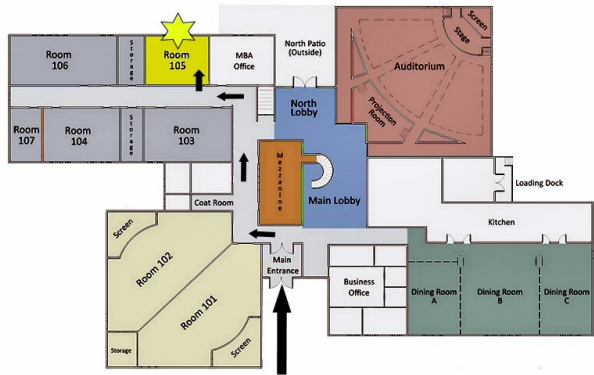 Room
106
Storage
Room
105
MBA
Office
North Patio
(Outside)
Screen
Stage
Auditorium
Projection
Room
North
Lobby
Room
107
Room
104
Storage
Room
103
Mezzanine
Main Lobby
Loading Dock
Coat Room
Kitchen
Screen
Room 102
Room 101
Screen
Storage
Main
Entrance
Business
Office
Dining Room
A
Dining Room
B
Dining Room
C